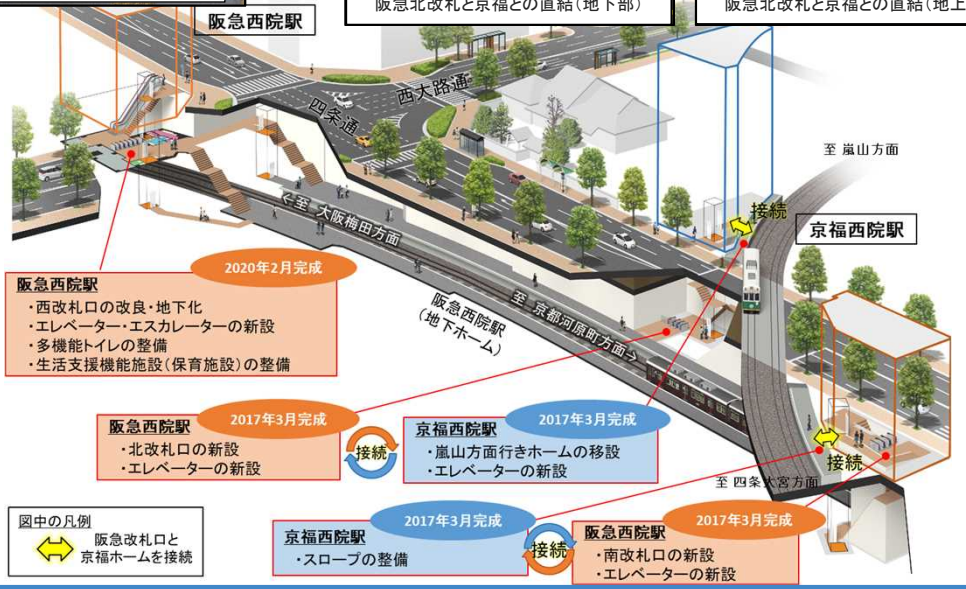 阪急北改札と京福との直結（地下部）
阪急北改札と京福との直結（地上
阪急西院駅
西大路通
四条通
至 嵐山方面
接続
京福西院駅
←至 大阪梅田方面
2020年2月完成
阪急西院駅
・西改札口の改良・地下化
・エレベーター・エスカレーターの新設
・多機能トイレの整備
・生活支援機能施設（保育施設）の整備
阪急西院駅
（地下ホーム）
至 京都河原町方面→
2017年3月完成
阪急西院駅
・北改札口の新設
・エレベーターの新設
接続
2017年3月完成
京福西院駅
・嵐山方面行きホームの移設
・エレベーターの新設
接続
至 四条大宮方面
図中の凡例
阪急改札口と
京福ホームを接続
2017年3月完成
京福西院駅
・スロープの整備
接続
2017年3月完成
阪急西院駅
・南改札口の新設
・エレベーターの新設